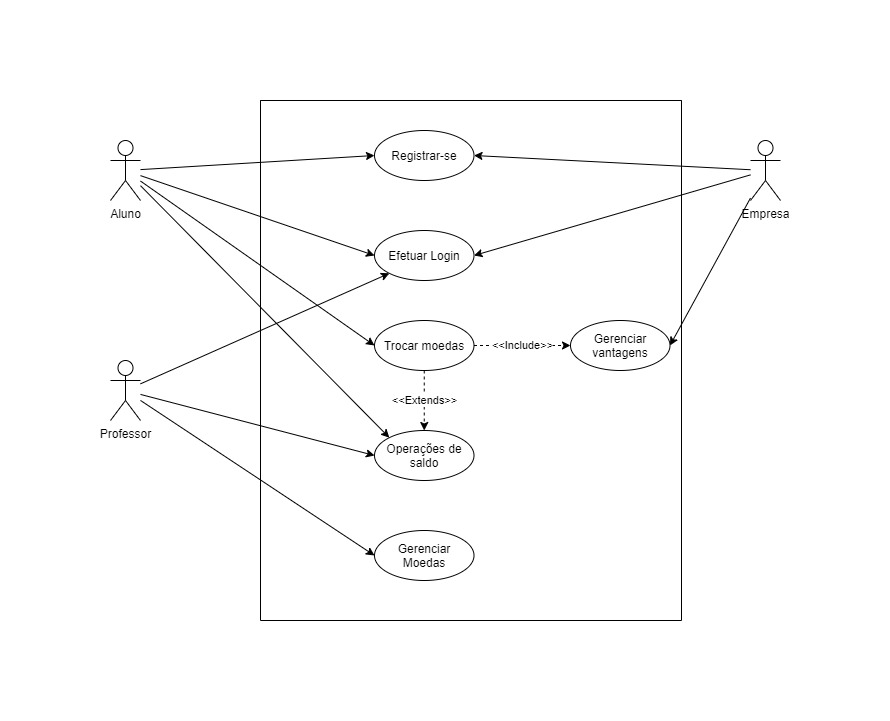 Registrar-se
Aluno
Empresa
Efetuar Login
Trocar moedas
<<Include>>
Gerenciar
vantagens
<<Extends>>
Professor
Operações de
saldo
Gerenciar
Moedas